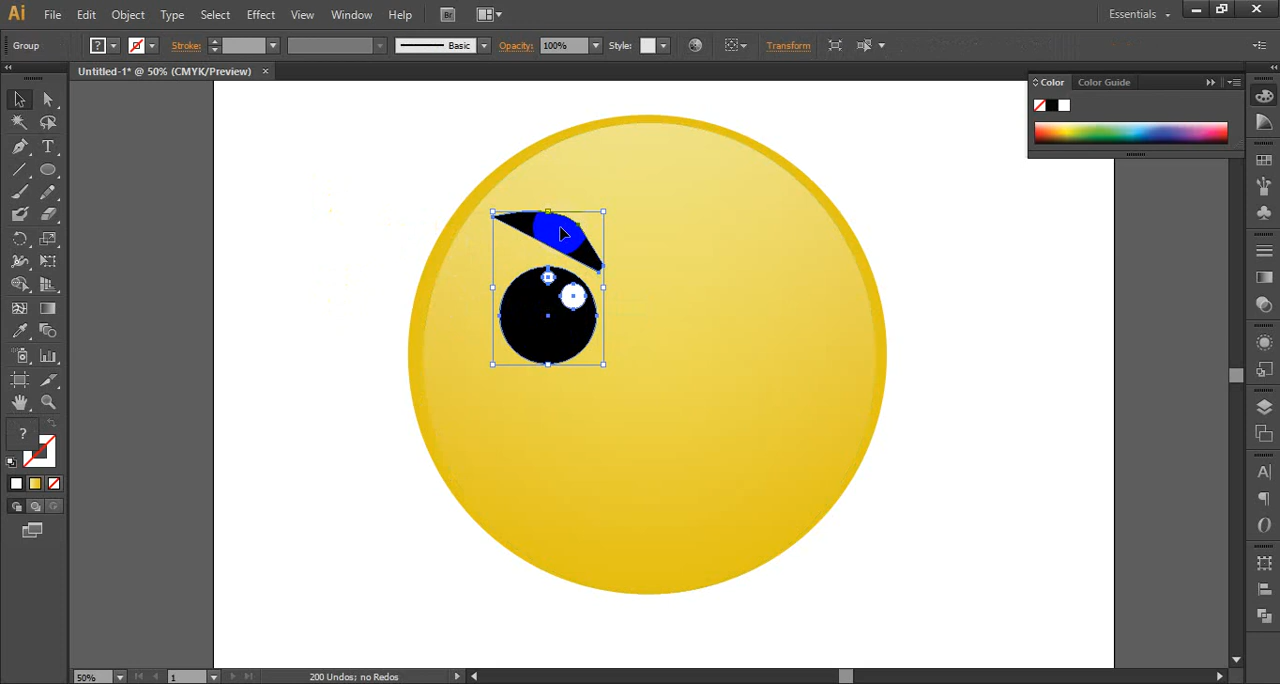 Ai File Edit Object Type Select Effect View Window Help Br Essentials
Group ? Stroke: Basic Opacity: 100% Style: Transform
Untitled-1* @ 50% (CMYK/Preview) ×
Color Color Guide
T
?
A
50% 1 200 Undos; no Redos